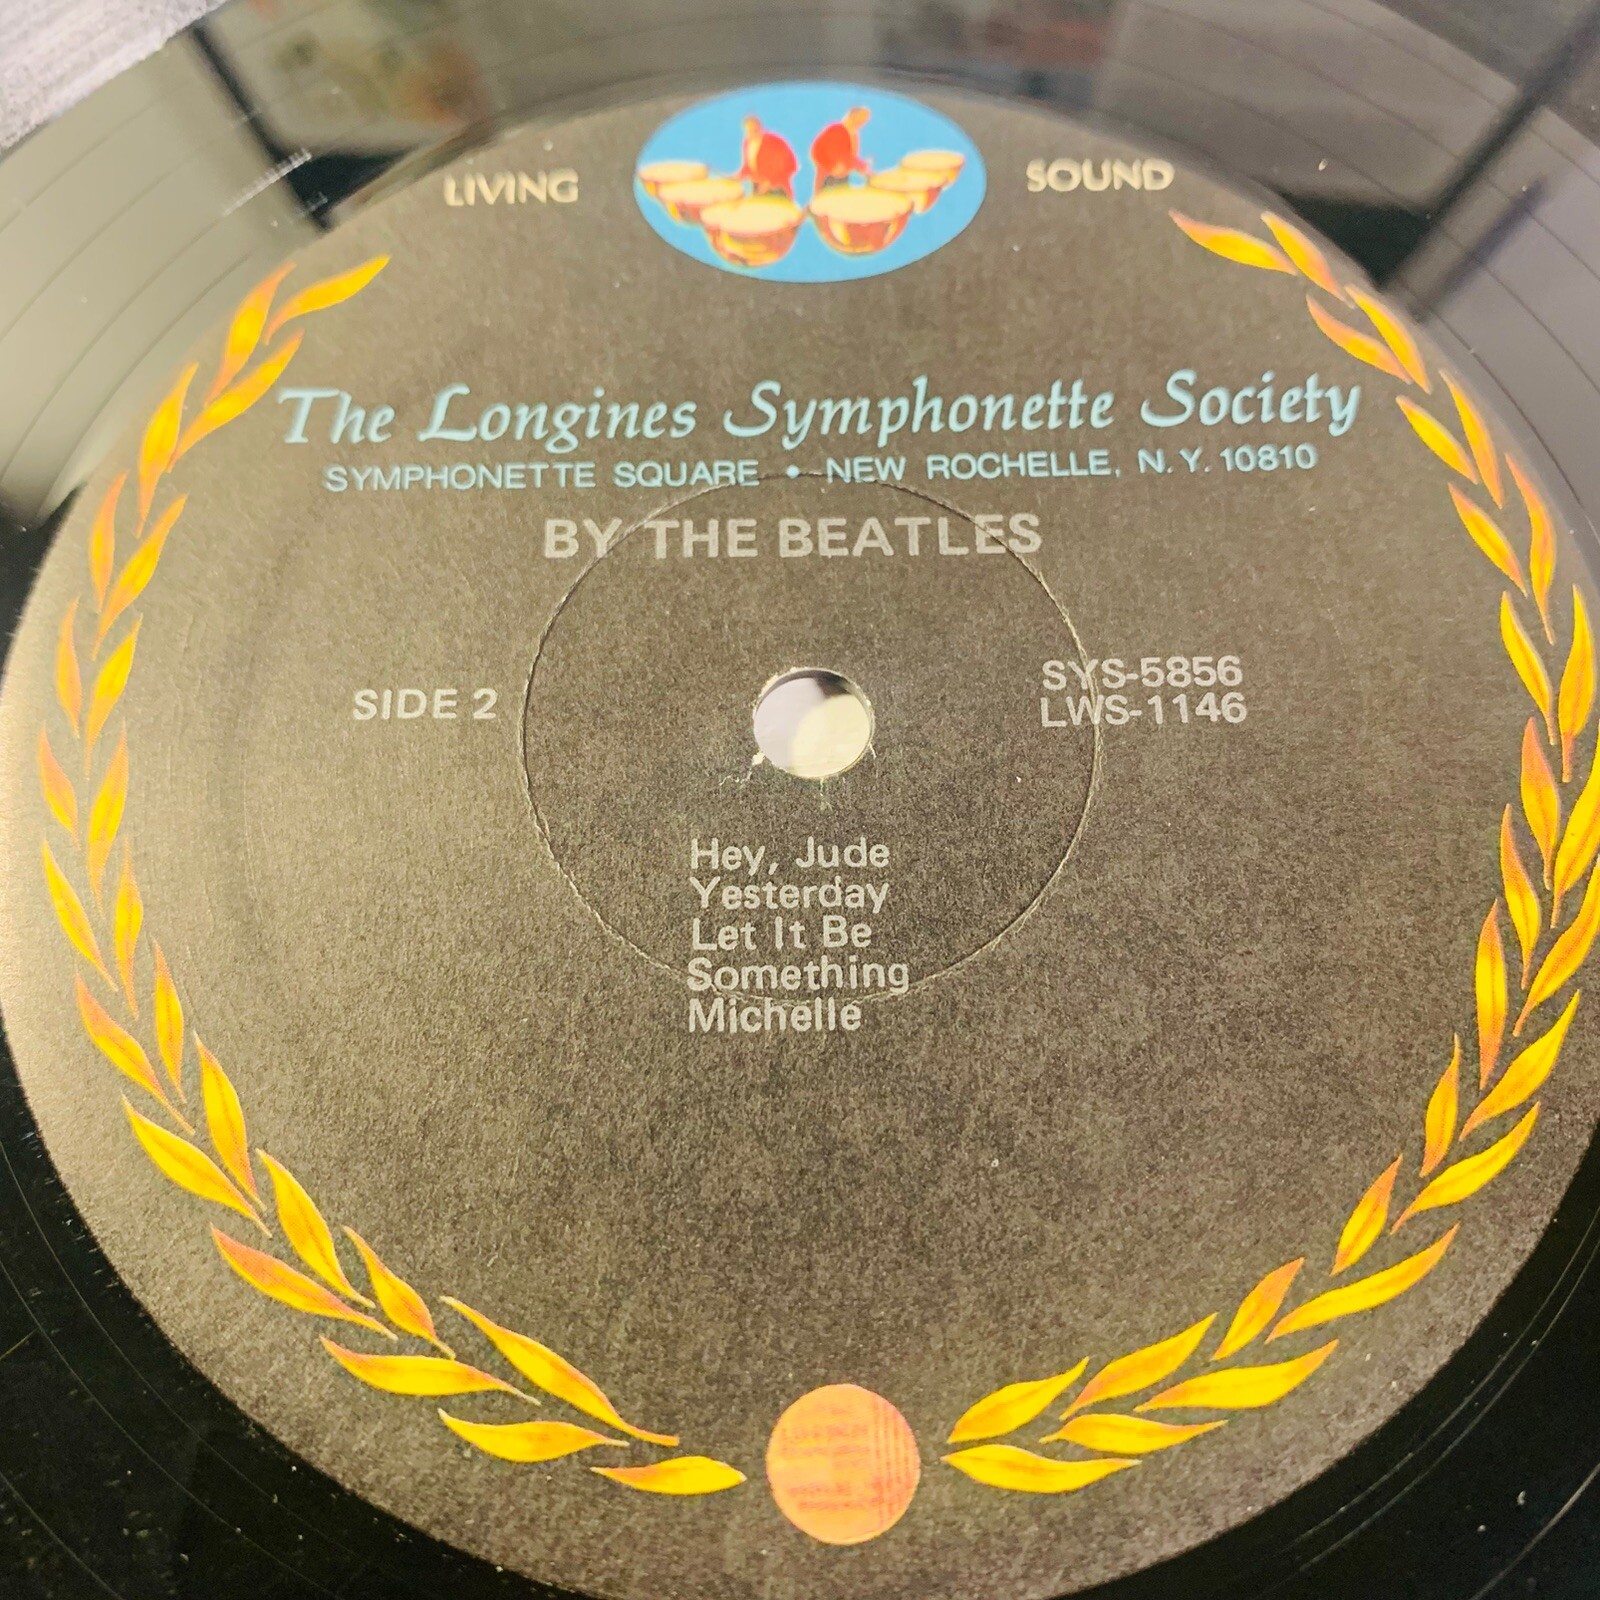 LIVING SOUND
The Longines Symphonette Society
SYMPHONETTE SQUARE • NEW ROCHELLE, N.Y. 10810
BY THE BEATLES
SIDE 2
SYS-5856
LWS-1146
Hey, Jude
Yesterday
Let It Be
Something
Michelle